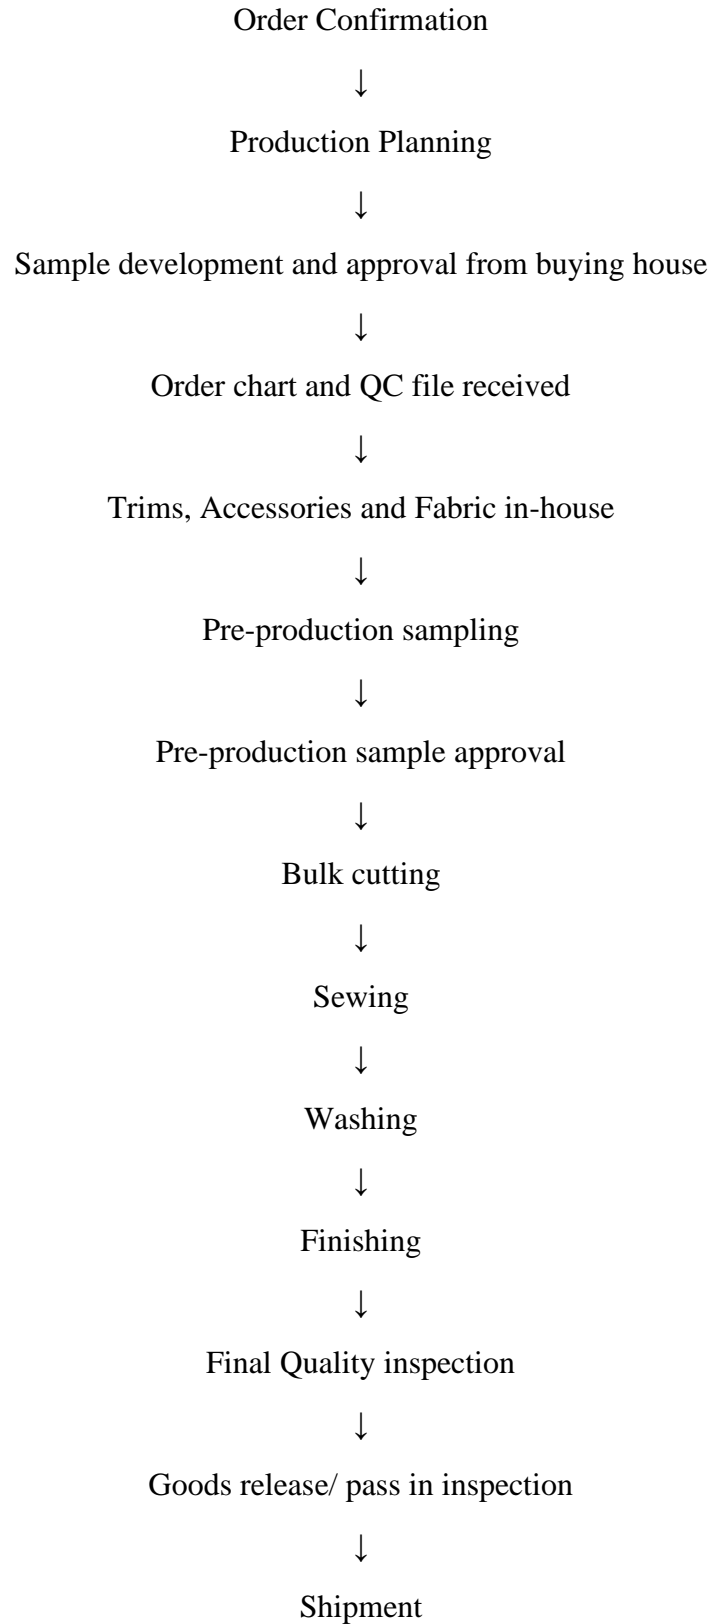 Order Confirmation
↓
Production Planning
↓
Sample development and approval from buying house
↓
Order chart and QC file received
↓
Trims, Accessories and Fabric in-house
↓
Pre-production sampling
↓
Pre-production sample approval
↓
Bulk cutting
↓
Sewing
↓
Washing
↓
Finishing
↓
Final Quality inspection
↓
Goods release/ pass in inspection
↓
Shipment